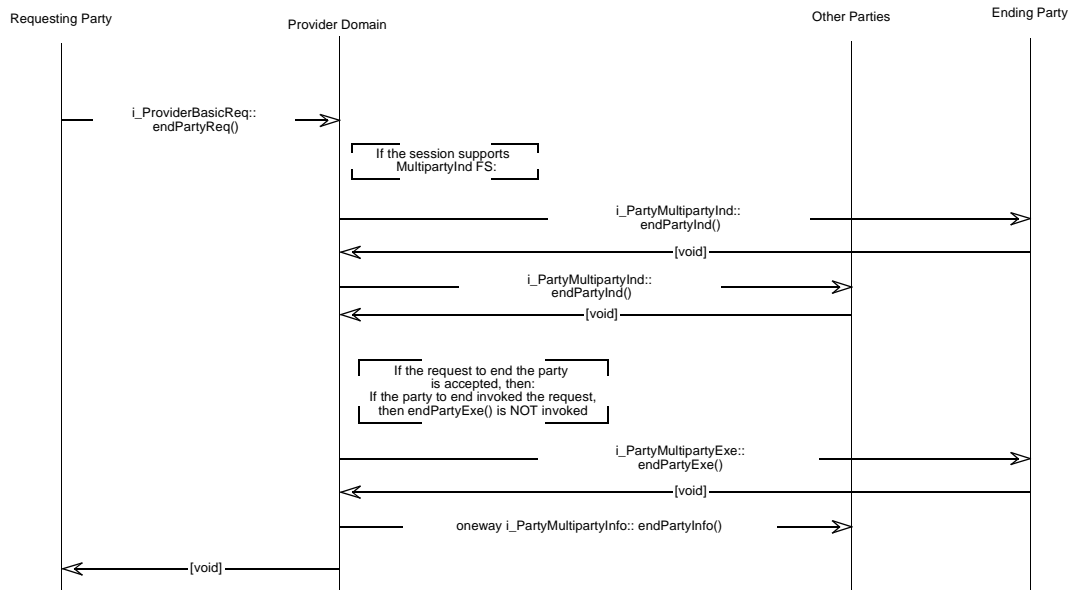 Requesting Party
Provider Domain
Other Parties
Ending Party
i_ProviderBasicReq::
endPartyReq()
If the session supports
MultipartyInd FS:
i_PartyMultipartyInd::
endPartyInd()
[void]
i_PartyMultipartyInd::
endPartyInd()
[void]
If the request to end the party
is accepted, then:
If the party to end invoked the request,
then endPartyExe() is NOT invoked
i_PartyMultipartyExe::
endPartyExe()
[void]
oneway i_PartyMultipartyInfo:: endPartyInfo()
[void]